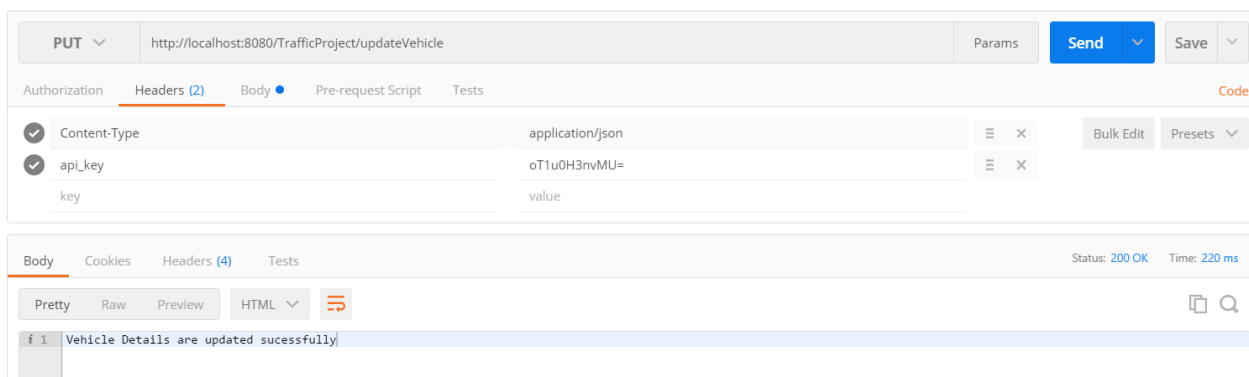 PUT http://localhost:8080/TrafficProject/updateVehicle Params Send Save
Authorization Headers (2) Body Pre-request Script Tests Code
Content-Type application/json Bulk Edit Presets
api_key oT1u0H3nvMU=
key value
Body Cookies Headers (4) Tests Status: 200 OK Time: 220 ms
Pretty Raw Preview HTML
i 1 Vehicle Details are updated sucessfully